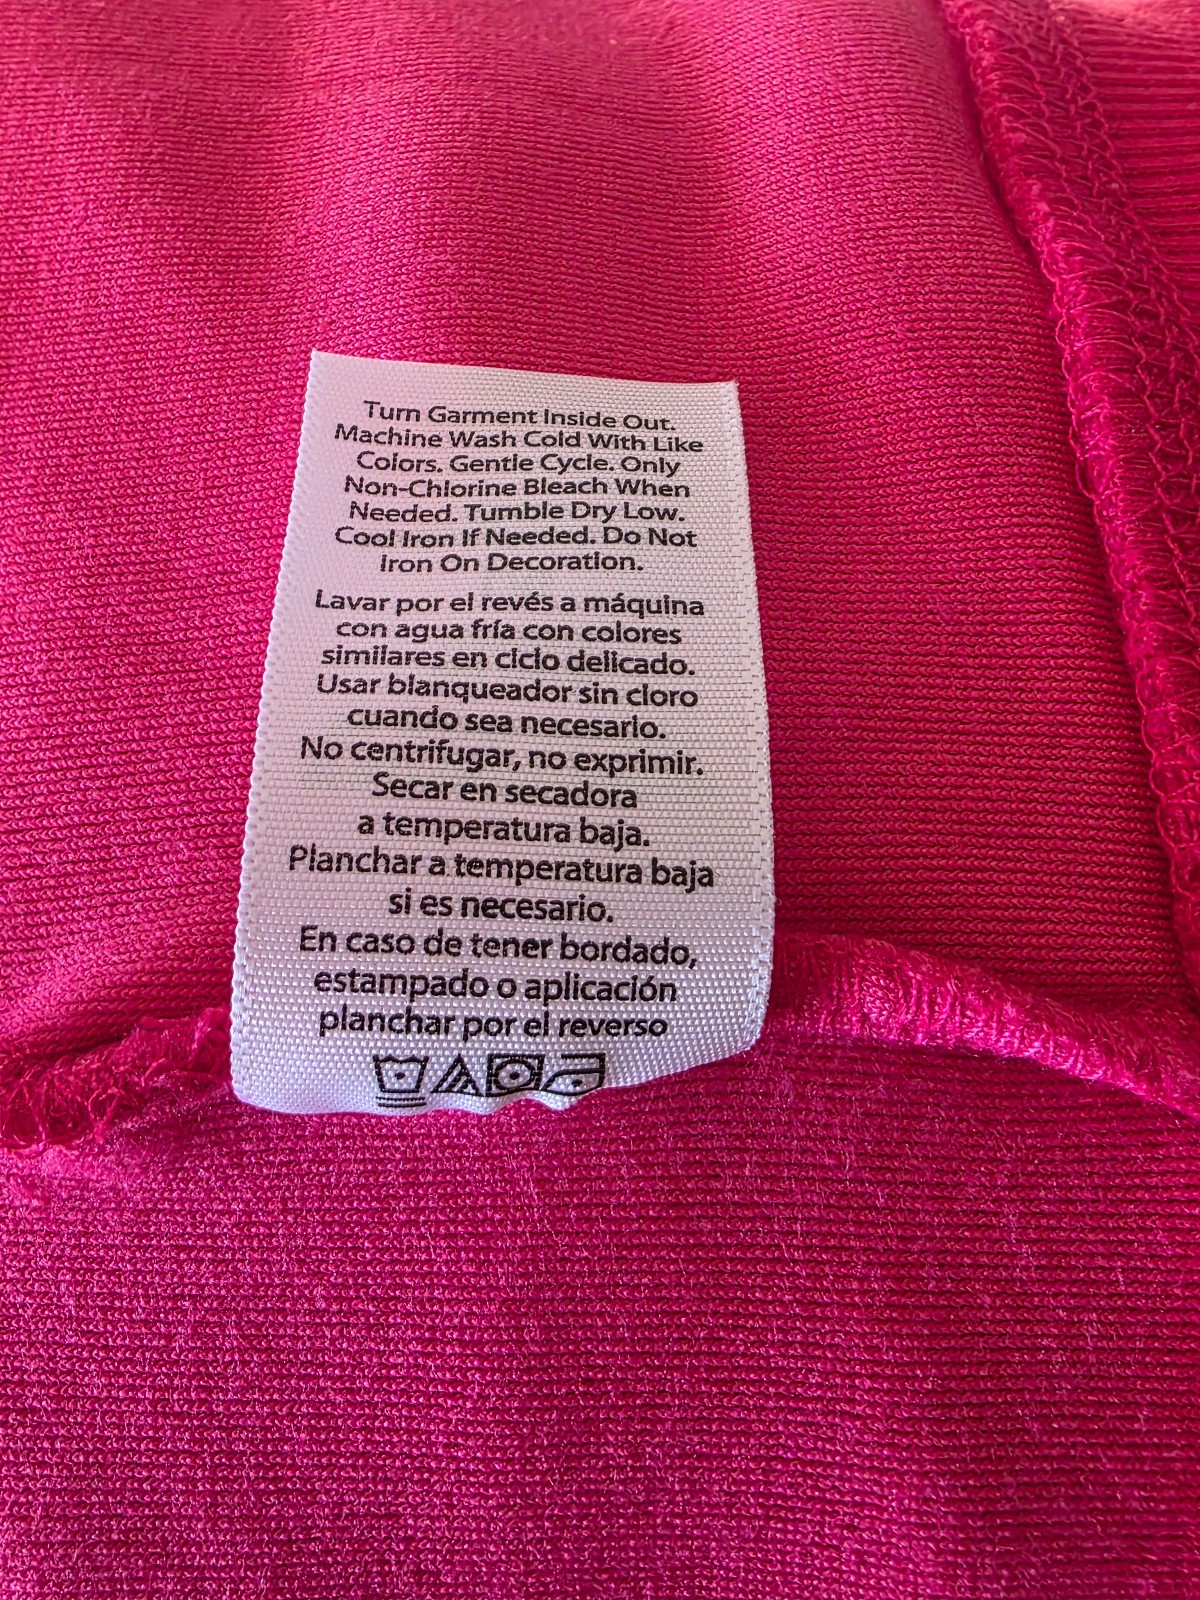 Turn Garment Inside Out.
Machine Wash Cold With Like
Colors. Gentle Cycle. Only
Non-Chlorine Bleach When
Needed. Tumble Dry Low.
Cool Iron If Needed. Do Not
Iron On Decoration.
Lavar por el revés a máquina
con agua fría con colores
similares en ciclo delicado.
Usar blanqueador sin cloro
cuando sea necesario.
No centrifugar, no exprimir.
Secar en secadora
a temperatura baja.
Planchar a temperatura baja
si es necesario.
En caso de tener bordado,
estampado o aplicación
planchar por el reverso